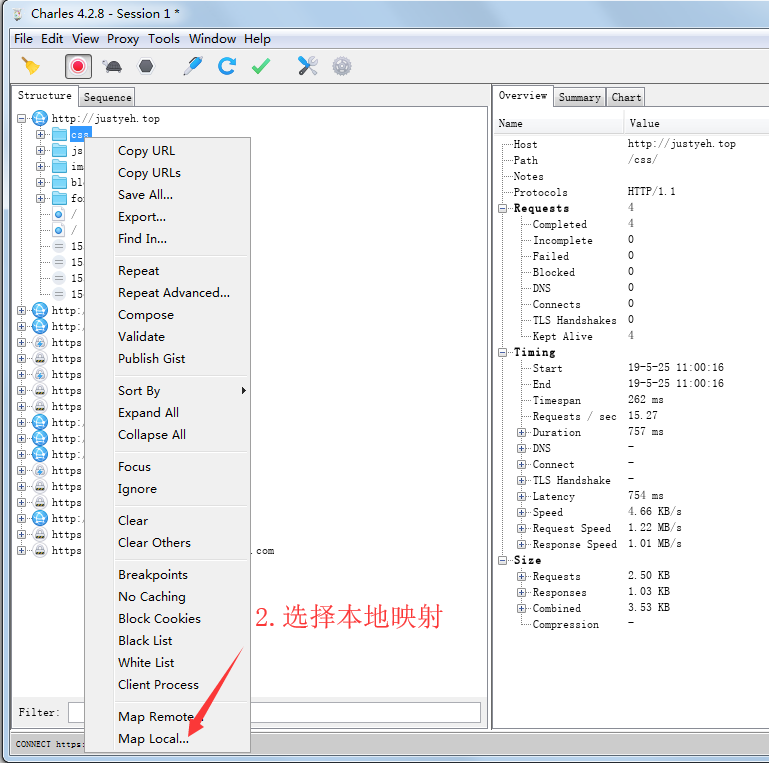 Charles 4.2.8 - Session 1 *
File Edit View Proxy Tools Window Help
Structure Sequence
http://justyeh.top
css
js
/
/
15
15
15
15
http:
http:
https
https
https
https
https
http:
http:
http:
https
https
https
http:
https
https .com
Copy URL
Copy URLs
Save All...
Export...
Find In...
Repeat
Repeat Advanced...
Compose
Validate
Publish Gist
Sort By
Expand All
Collapse All
Focus
Ignore
Clear
Clear Others
Breakpoints
No Caching
Block Cookies
Black List
White List
Client Process
Map Remote
Map Local...
2.选择本地映射
Filter:
CONNECT https:
Overview Summary Chart
Name Value
Host http://justyeh.top
Path /css/
Notes
Protocols HTTP/1.1
Requests 4
Completed 4
Incomplete 0
Failed 0
Blocked 0
DNS 0
Connects 0
TLS Handshakes 0
Kept Alive 4
Timing
Start 19-5-25 11:00:16
End 19-5-25 11:00:16
Timespan 262 ms
Requests / sec 15.27
Duration 757 ms
DNS -
Connect -
TLS Handshake -
Latency 754 ms
Speed 4.66 KB/s
Request Speed 1.22 MB/s
Response Speed 1.01 MB/s
Size
Requests 2.50 KB
Responses 1.03 KB
Combined 3.53 KB
Compression -